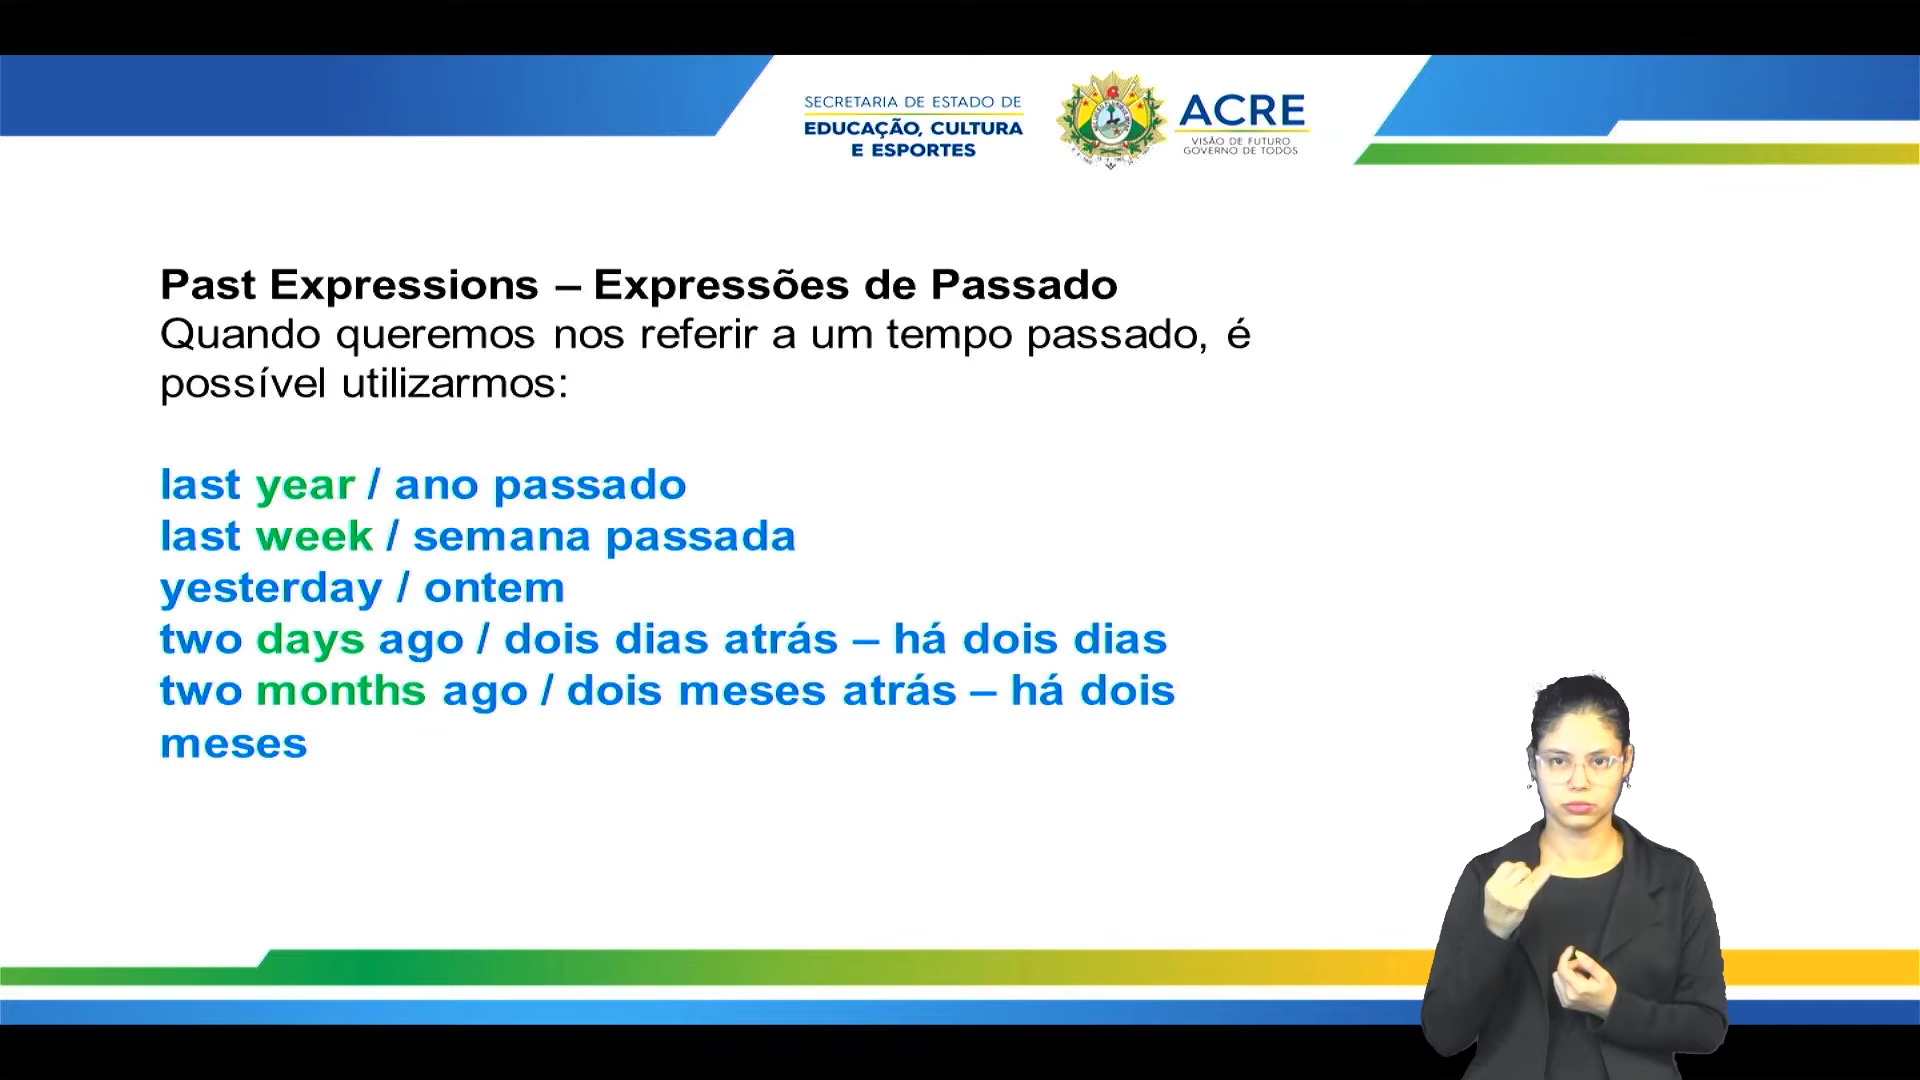 SECRETARIA DE ESTADO DE
EDUCAÇÃO, CULTURA
E ESPORTES
ACRE
VISÃO DE FUTURO
GOVERNO DE TODOS
Past Expressions – Expressões de Passado
Quando queremos nos referir a um tempo passado, é
possível utilizarmos:
last year / ano passado
last week / semana passada
yesterday / ontem
two days ago / dois dias atrás – há dois dias
two months ago / dois meses atrás – há dois
meses